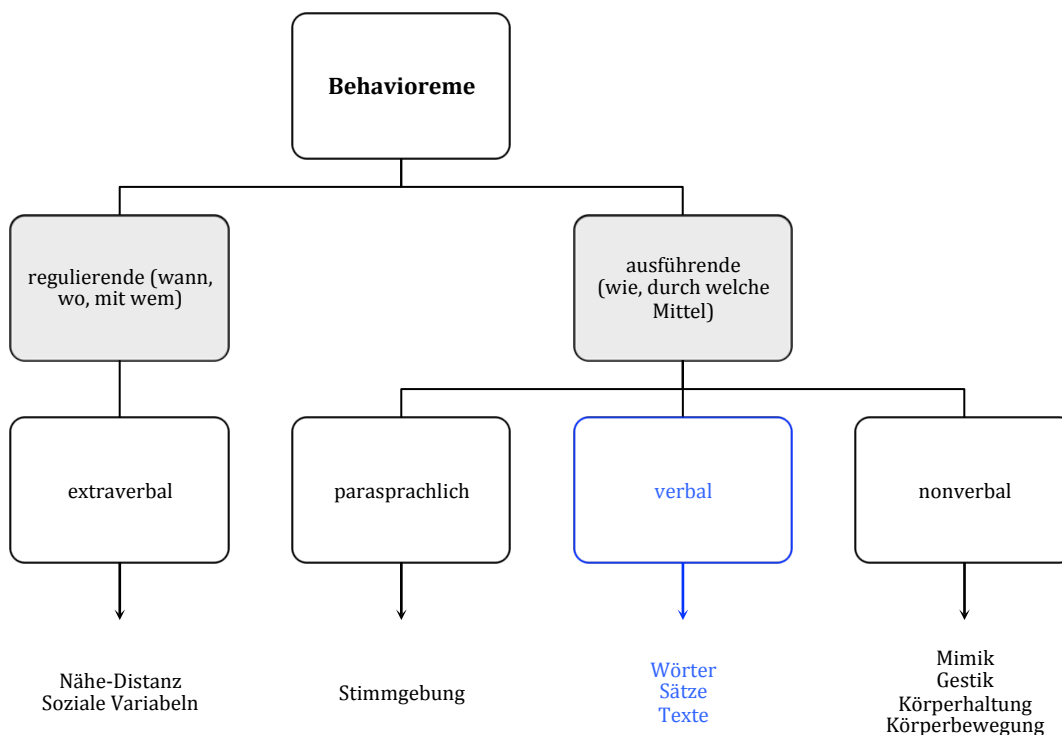 Behavioreme
regulierende (wann,
wo, mit wem)
ausführende
(wie, durch welche
Mittel)
extraverbal
parasprachlich
verbal
nonverbal
Nähe-Distanz
Soziale Variabeln
Stimmgebung
Wörter
Sätze
Texte
Mimik
Gestik
Körperhaltung
Körperbewegung